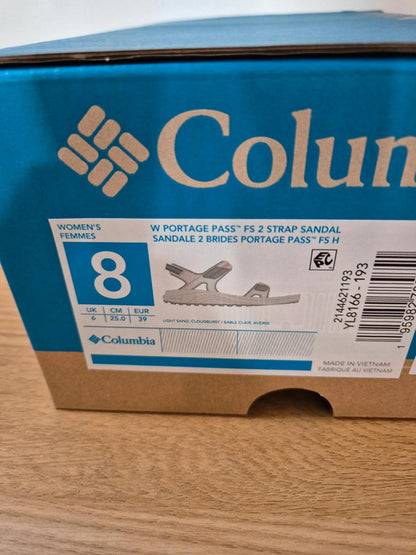 Colum
WOMEN'S
FEMMES
W PORTAGE PASS™ FS 2 STRAP SANDAL
SANDALE 2 BRIDES PORTAGE PASS™ FS H
8
UK CM EUR
6 25.0 39
LIGHT SAND, CLOUDBURST • SABLE CLAIR, AVERSE
Columbia
2144621193
YL8166 - 193
MADE IN VIETNAM
FABRIQUÉ AU VIETNAM